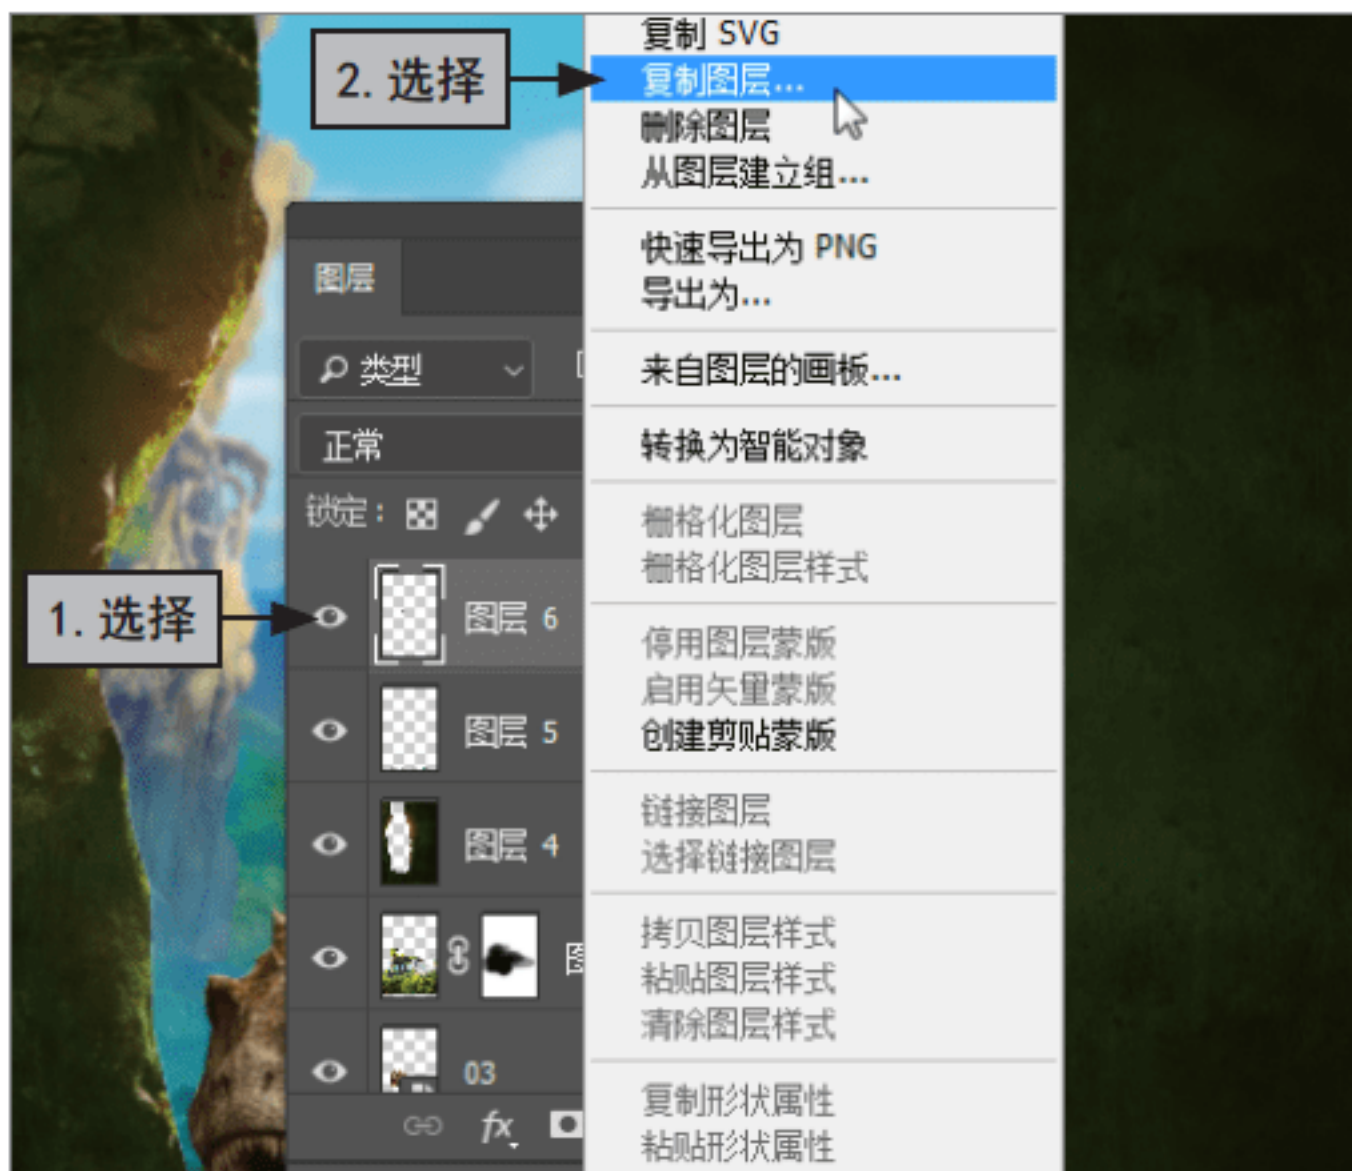 复制 SVG
2. 选择
复制图层...
删除图层
从图层建立组...
快速导出为 PNG
导出为...
来自图层的画板...
转换为智能对象
栅格化图层
栅格化图层样式
停用图层蒙版
启用矢量蒙版
创建剪贴蒙版
链接图层
选择链接图层
拷贝图层样式
粘贴图层样式
清除图层样式
复制形状属性
粘贴形状属性
图层
类型
正常
锁定：
1. 选择
图层 6
图层 5
图层 4
03
fx